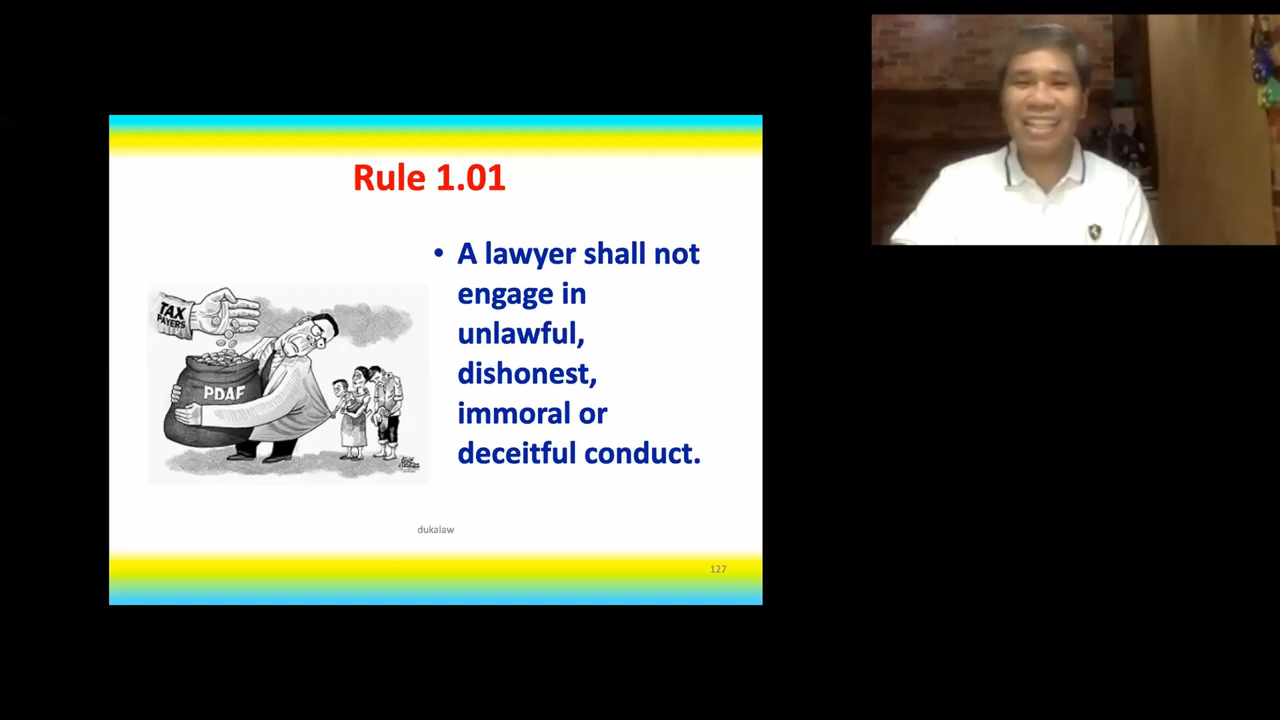 Rule 1.01
• A lawyer shall not
engage in
unlawful,
dishonest,
immoral or
deceitful conduct.
TAX
PAYERS
PDAF
dukalaw
127